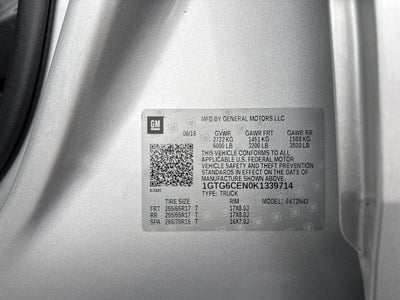 GM
MFD BY GENERAL MOTORS LLC
06/19 GVWR GAWR FRT GAWR RR
2722 KG 1451 KG 1588 KG
6000 LB 3200 LB 3500 LB
THIS VEHICLE CONFORMS TO ALL
APPLICABLE U.S. FEDERAL MOTOR
VEHICLE SAFETY AND THEFT PREVENTION
STANDARDS IN EFFECT ON THE DATE OF
MANUFACTURE SHOWN ABOVE.
1GTG6CEN0K1339714
TYPE: TRUCK
TIRE SIZE RIM MODEL:
FRT 255/65R17 T 17X8.0J
RR 255/65R17 T 17X8.0J
SPA 265/70R16 T 16X7.0J